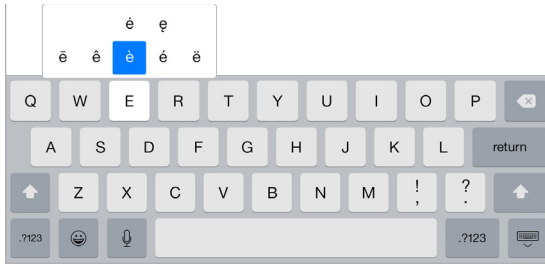 ė ę
ē ê è é ë
Q W E R T Y U I O P
A S D F G H J K L return
Z X C V B N M ! , ? .
.?123 .?123